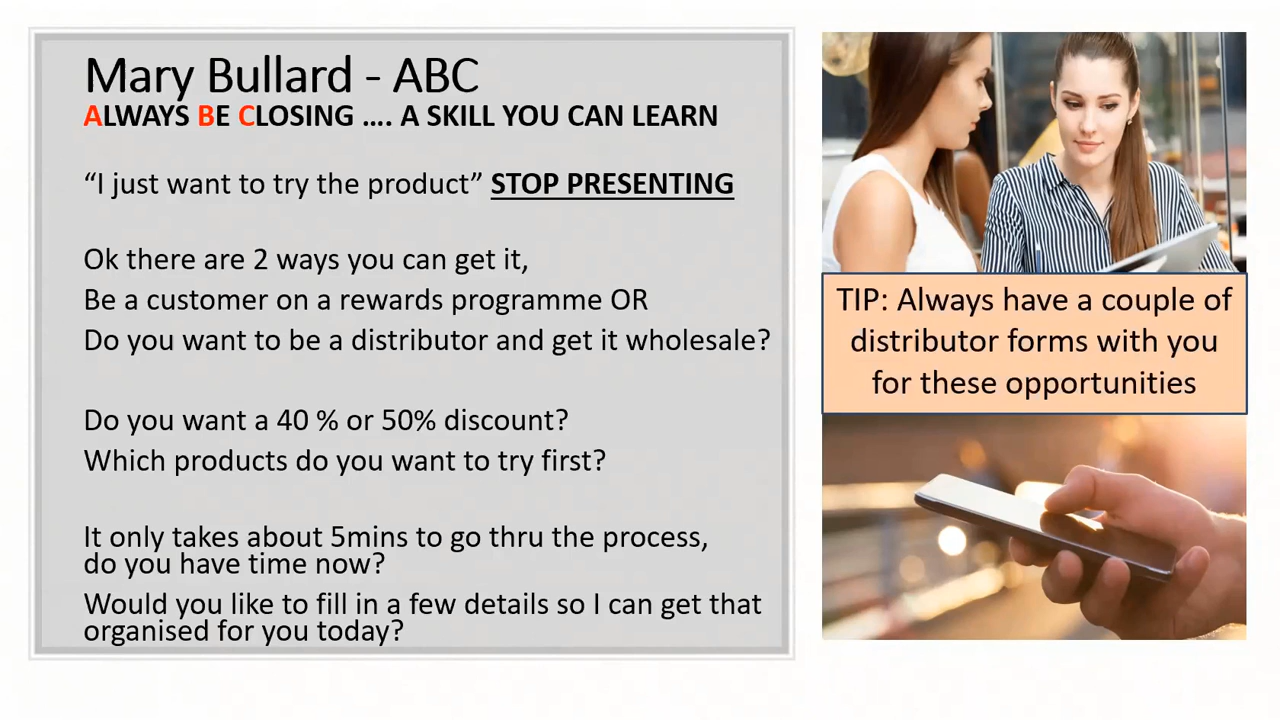 Mary Bullard - ABC
ALWAYS BE CLOSING .... A SKILL YOU CAN LEARN
“I just want to try the product” STOP PRESENTING
Ok there are 2 ways you can get it,
Be a customer on a rewards programme OR
Do you want to be a distributor and get it wholesale?
Do you want a 40 % or 50% discount?
Which products do you want to try first?
It only takes about 5mins to go thru the process,
do you have time now?
Would you like to fill in a few details so I can get that
organised for you today?
TIP: Always have a couple of
distributor forms with you
for these opportunities